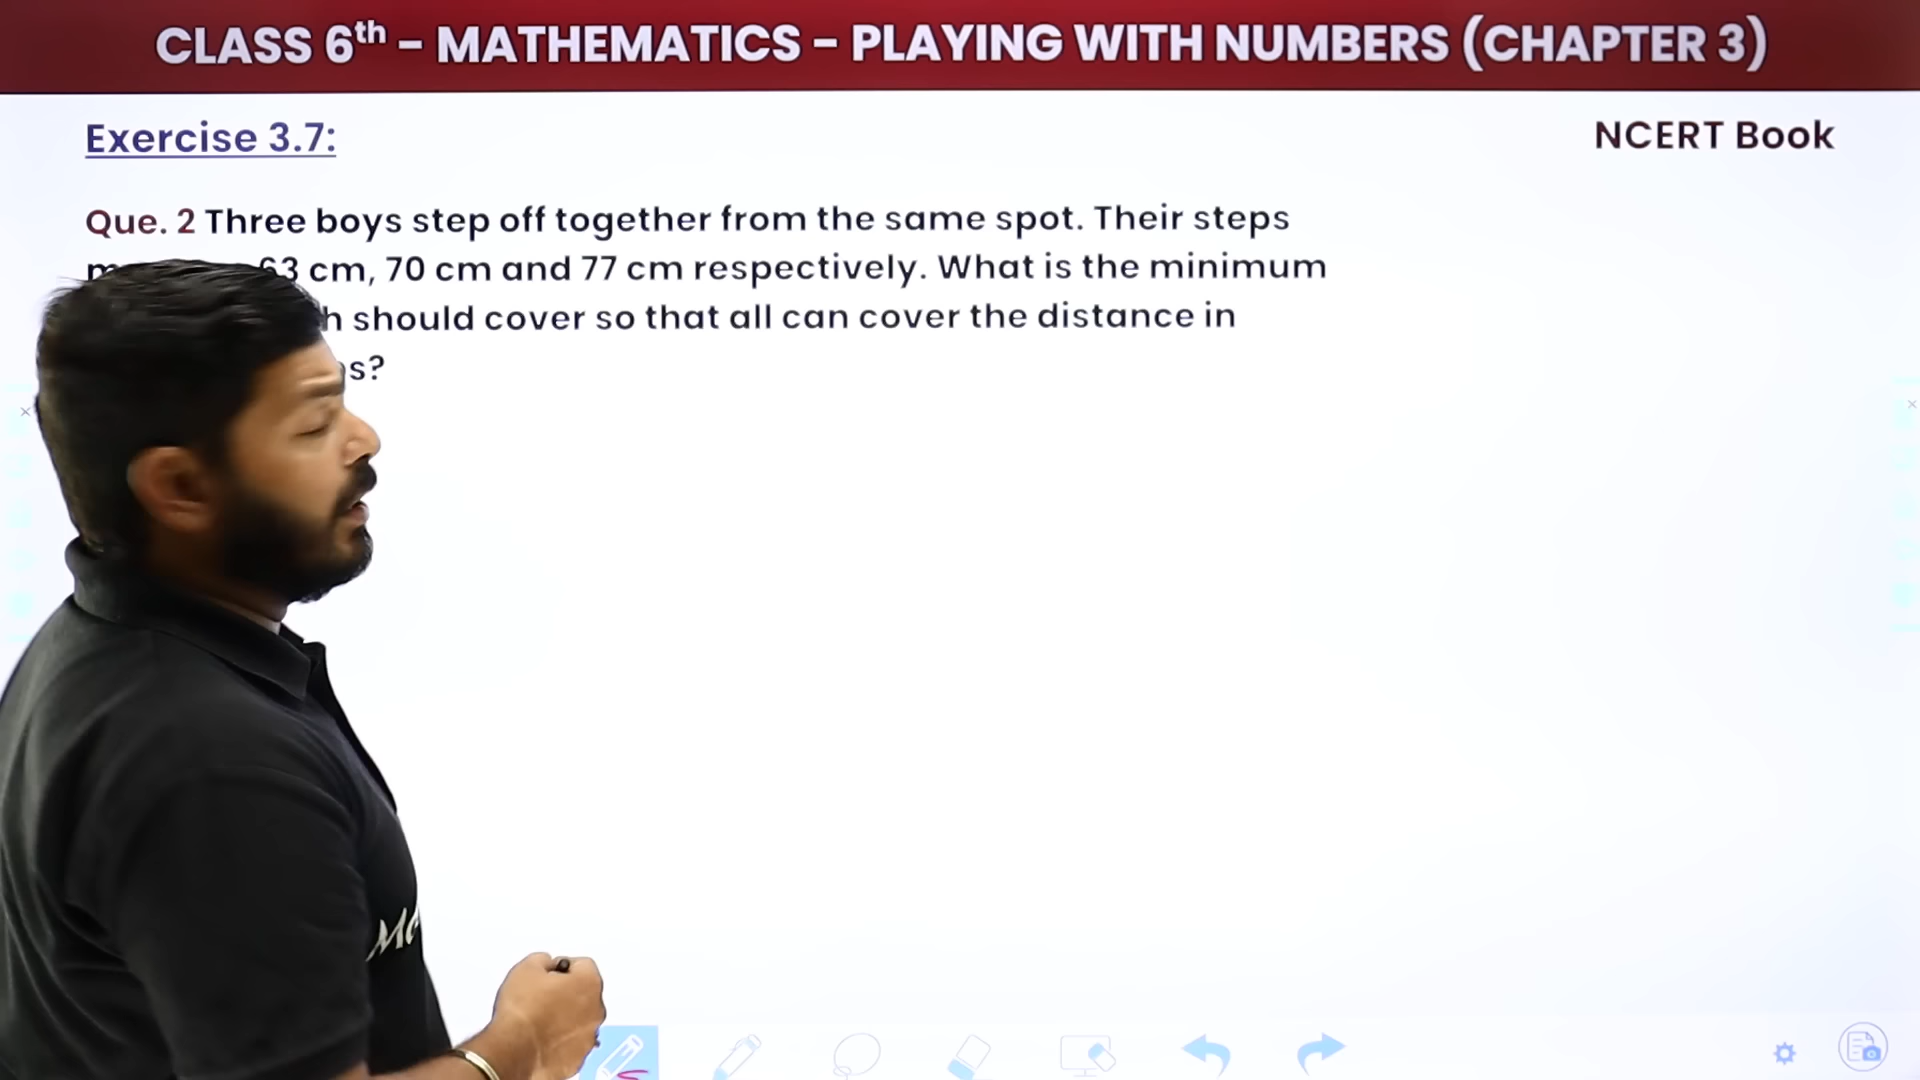 CLASS 6th – MATHEMATICS – PLAYING WITH NUMBERS (CHAPTER 3)
Exercise 3.7:
NCERT Book
Que. 2 Three boys step off together from the same spot. Their steps
63 cm, 70 cm and 77 cm respectively. What is the minimum
should cover so that all can cover the distance in